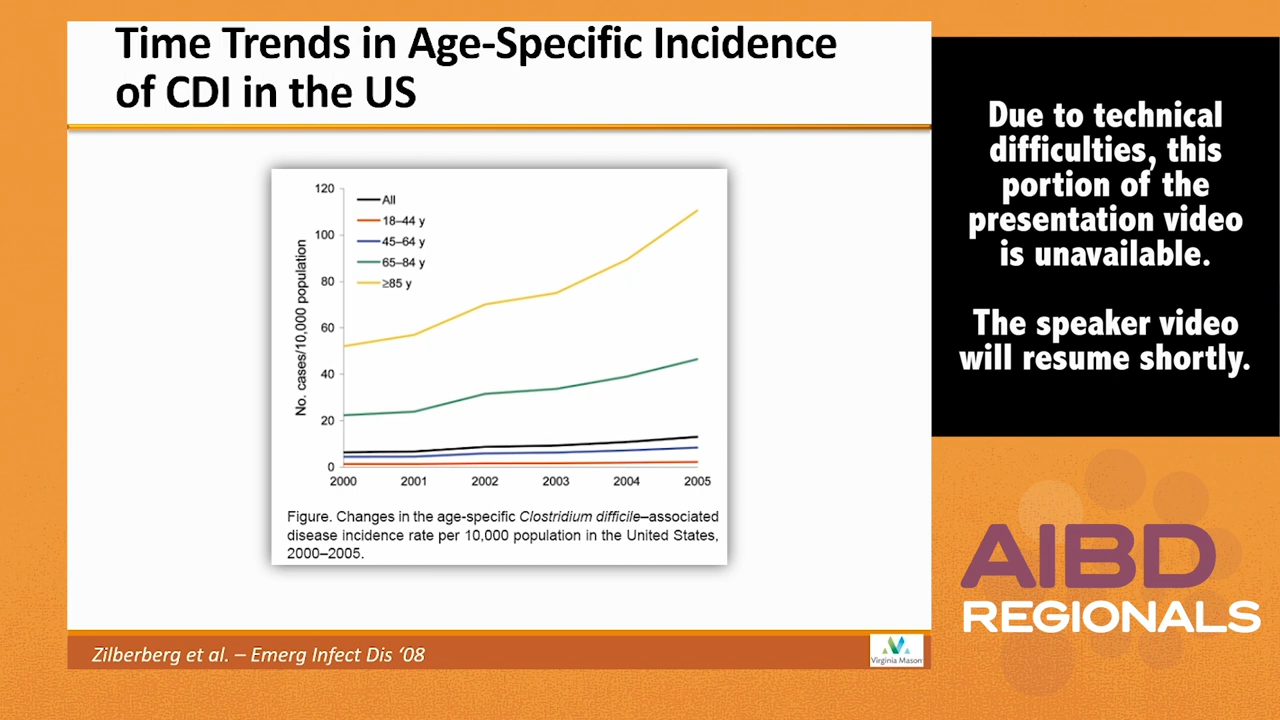 Time Trends in Age-Specific Incidence
of CDI in the US
120
100
80
60
40
20
0
No. cases/10,000 population
All
18–44 y
45–64 y
65–84 y
≥85 y
2000 2001 2002 2003 2004 2005
Figure. Changes in the age-specific Clostridium difficile–associated
disease incidence rate per 10,000 population in the United States,
2000–2005.
Zilberberg et al. – Emerg Infect Dis ‘08
Virginia Mason
Due to technical
difficulties, this
portion of the
presentation video
is unavailable.
The speaker video
will resume shortly.
AIBD
REGIONALS